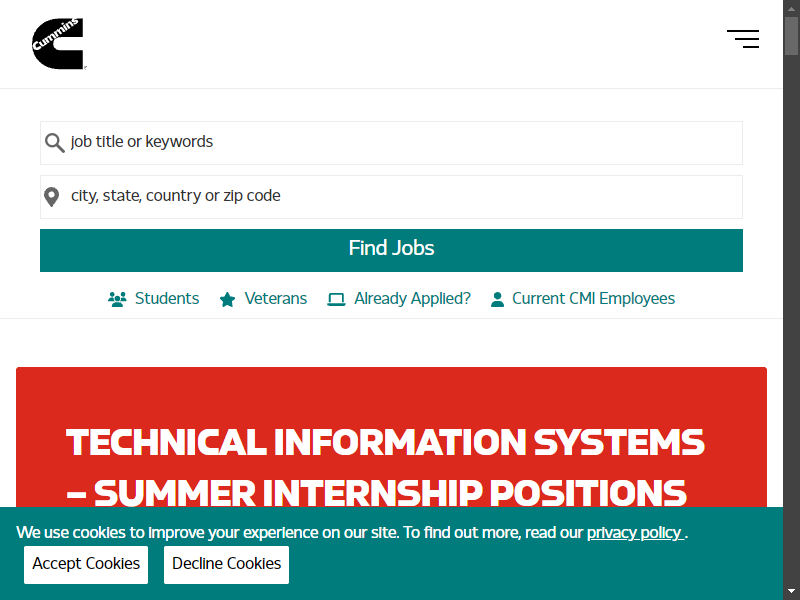 Cummins
job title or keywords
city, state, country or zip code
Find Jobs
Students Veterans Already Applied? Current CMI Employees
TECHNICAL INFORMATION SYSTEMS
– SUMMER INTERNSHIP POSITIONS
We use cookies to improve your experience on our site. To find out more, read our privacy policy .
Accept Cookies Decline Cookies